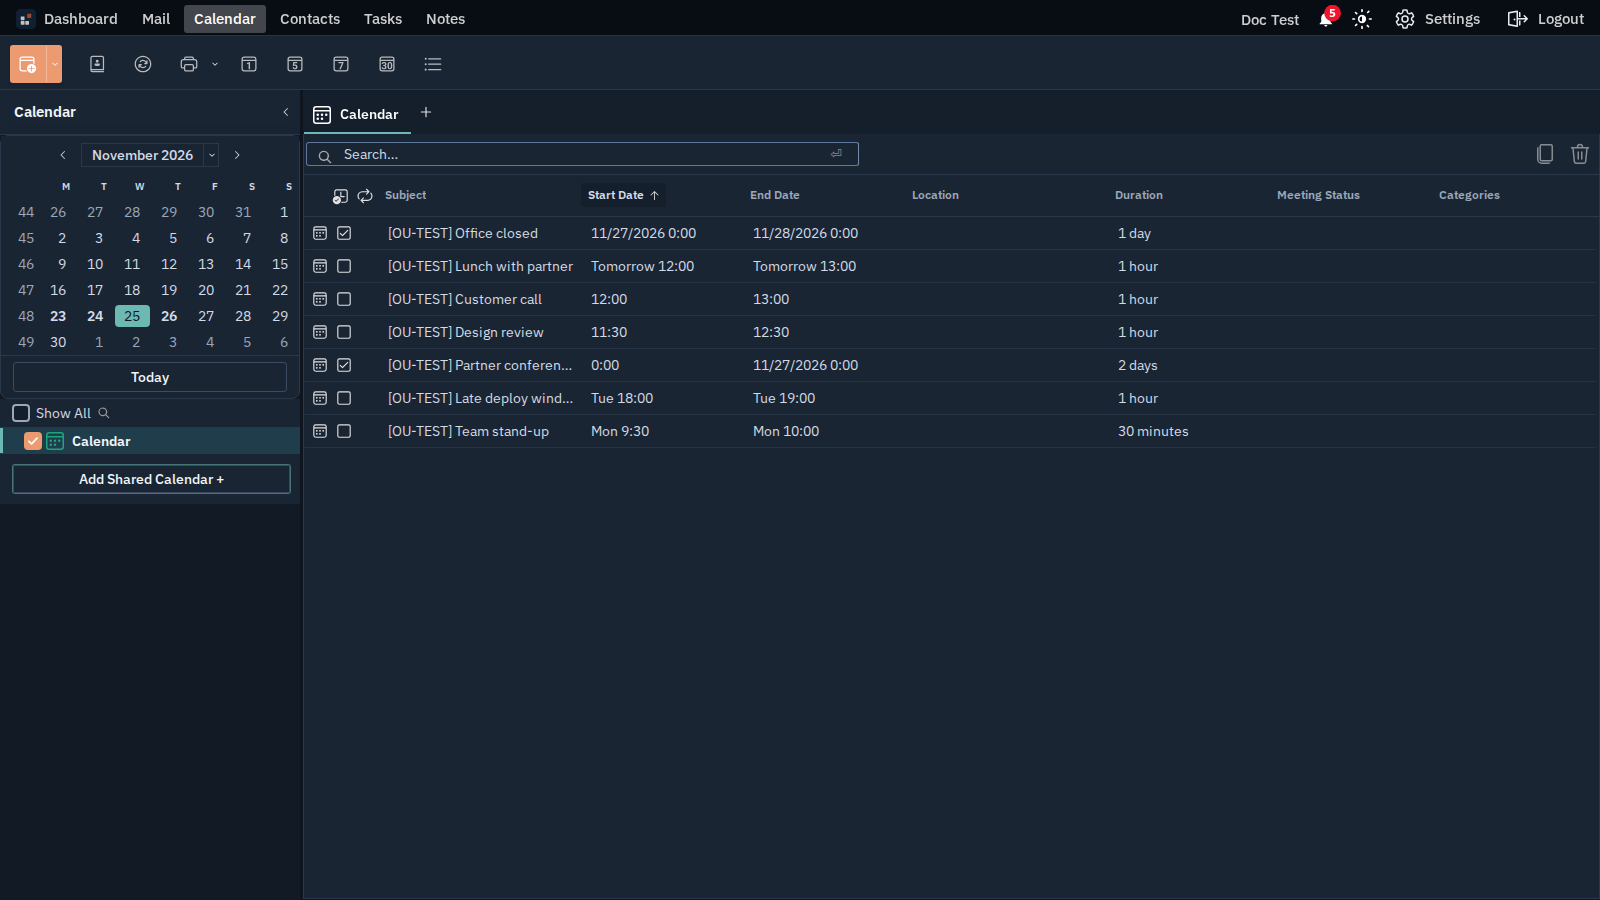 Dashboard Mail Calendar Contacts Tasks Notes Doc Test 5 Settings Logout
1 5 7 30
Calendar
Calendar +
November 2026
Search...
M T W T F S S
44 26 27 28 29 30 31 1
45 2 3 4 5 6 7 8
46 9 10 11 12 13 14 15
47 16 17 18 19 20 21 22
48 23 24 25 26 27 28 29
49 30 1 2 3 4 5 6
Today
Show All
Calendar
Add Shared Calendar +
Subject Start Date End Date Location Duration Meeting Status Categories
[OU-TEST] Office closed 11/27/2026 0:00 11/28/2026 0:00 1 day
[OU-TEST] Lunch with partner Tomorrow 12:00 Tomorrow 13:00 1 hour
[OU-TEST] Customer call 12:00 13:00 1 hour
[OU-TEST] Design review 11:30 12:30 1 hour
[OU-TEST] Partner conferen... 0:00 11/27/2026 0:00 2 days
[OU-TEST] Late deploy wind... Tue 18:00 Tue 19:00 1 hour
[OU-TEST] Team stand-up Mon 9:30 Mon 10:00 30 minutes